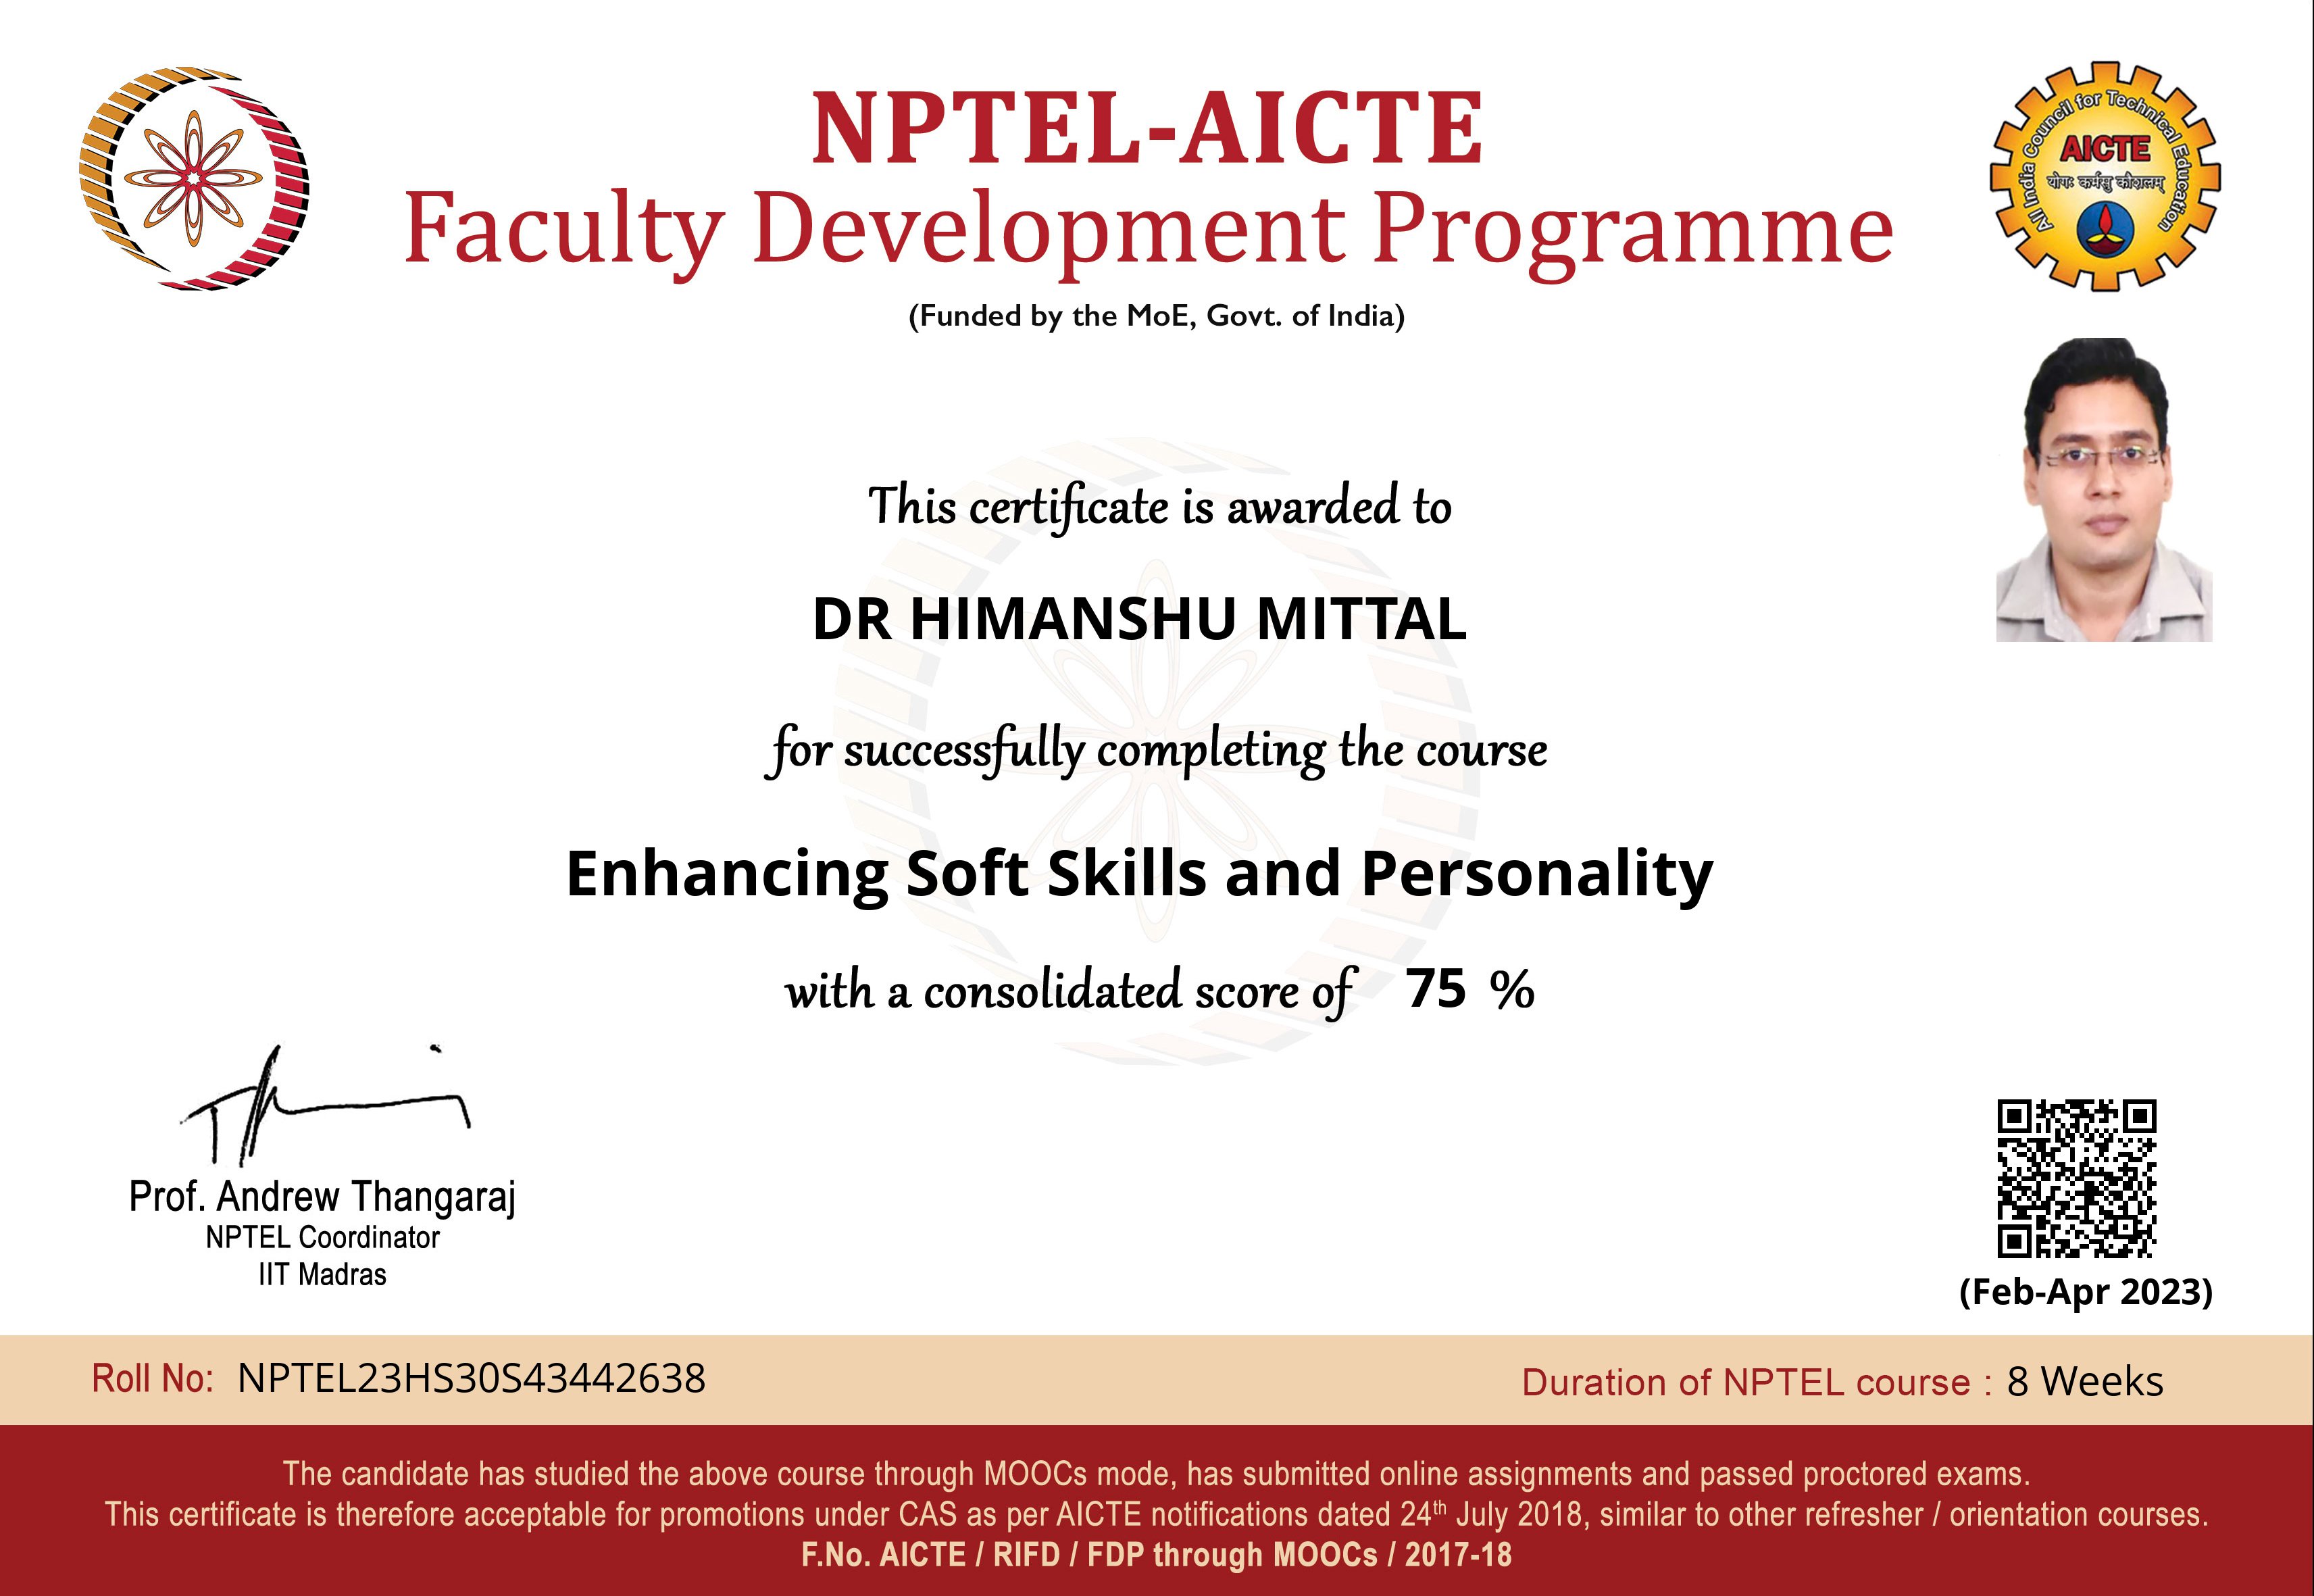 NPTEL-AICTE
Faculty Development Programme
(Funded by the MoE, Govt. of India)
All India Council for Technical Education
AICTE
योगः कर्मसु कौशलम्
This certificate is awarded to
DR HIMANSHU MITTAL
for successfully completing the course
Enhancing Soft Skills and Personality
with a consolidated score of 75 %
Prof. Andrew Thangaraj
NPTEL Coordinator
IIT Madras
(Feb-Apr 2023)
Roll No: NPTEL23HS30S43442638
Duration of NPTEL course : 8 Weeks
The candidate has studied the above course through MOOCs mode, has submitted online assignments and passed proctored exams.
This certificate is therefore acceptable for promotions under CAS as per AICTE notifications dated 24th July 2018, similar to other refresher / orientation courses.
F.No. AICTE / RIFD / FDP through MOOCs / 2017-18